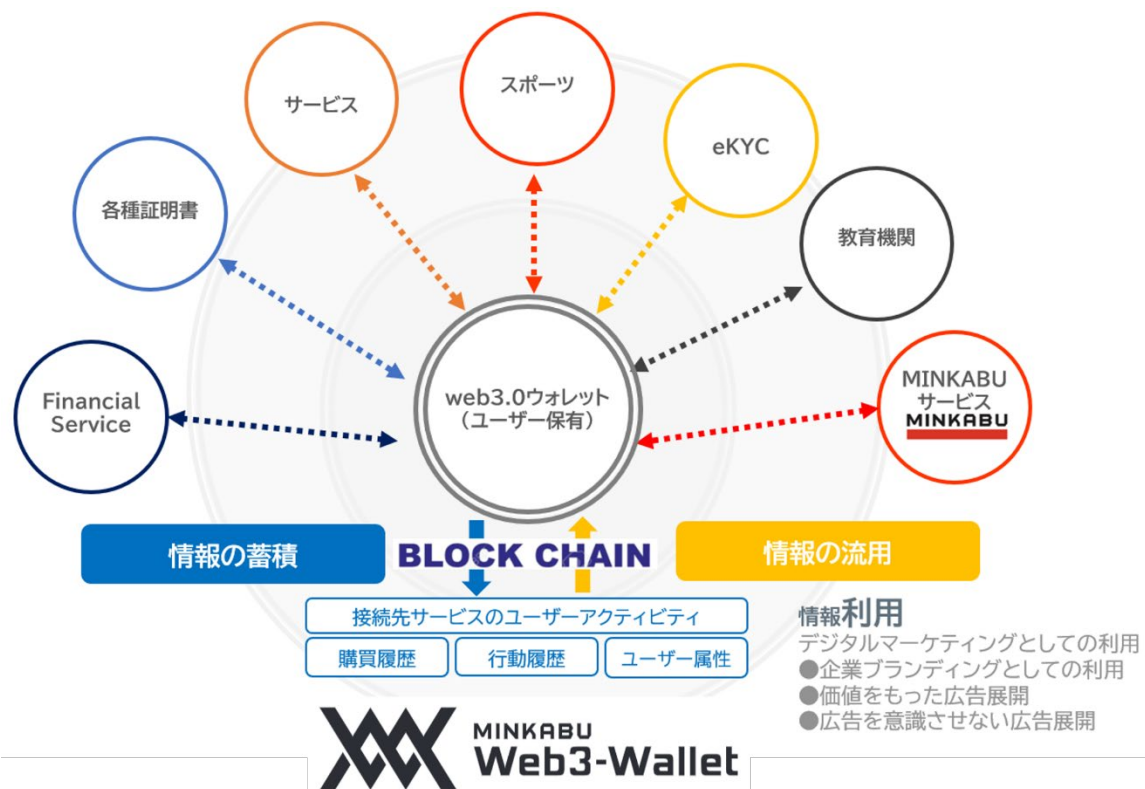 スポーツ
サービス
eKYC
各種証明書
教育機関
Financial
Service
web3.0ウォレット
（ユーザー保有）
MINKABU
サービス
MINKABU
情報の蓄積
BLOCK CHAIN
情報の流用
接続先サービスのユーザーアクティビティ
購買履歴
行動履歴
ユーザー属性
情報利用
デジタルマーケティングとしての利用
●企業ブランディングとしての利用
●価値をもった広告展開
●広告を意識させない広告展開
MINKABU
Web3-Wallet